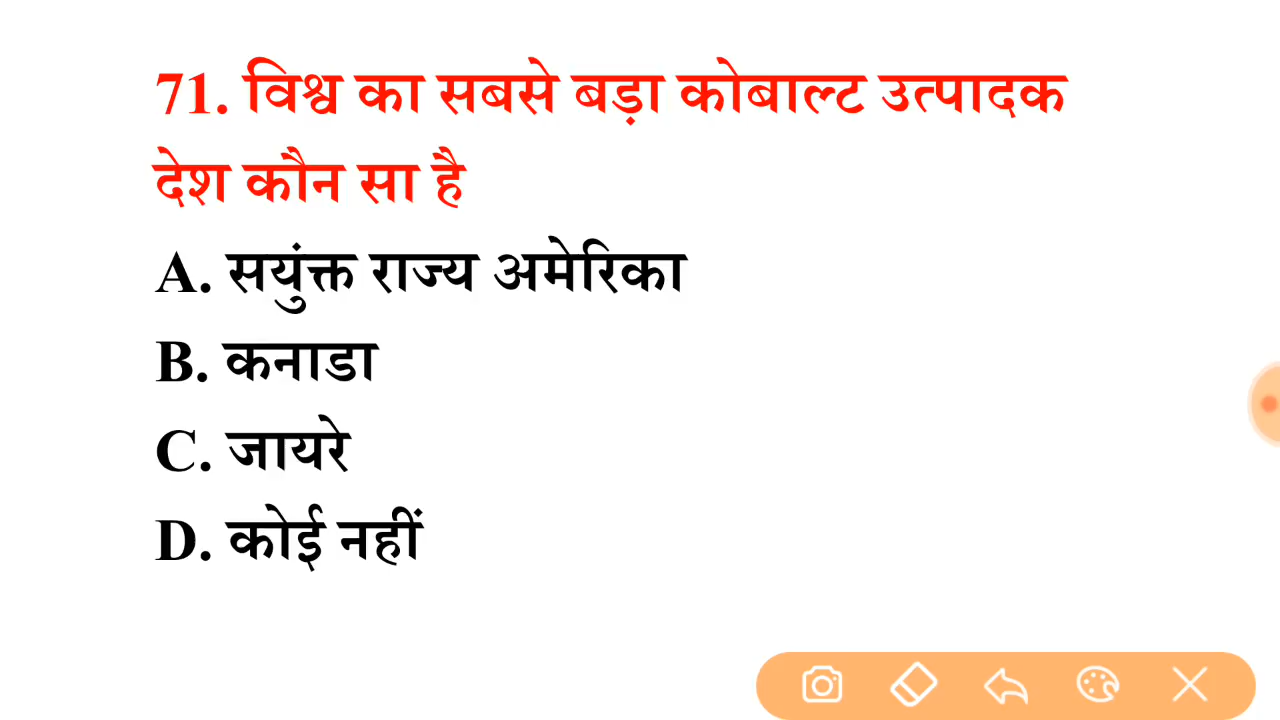 71. विश्व का सबसे बड़ा कोबाल्ट उत्पादक
देश कौन सा है
A. सयुंक्त राज्य अमेरिका
B. कनाडा
C. जायरे
D. कोई नहीं